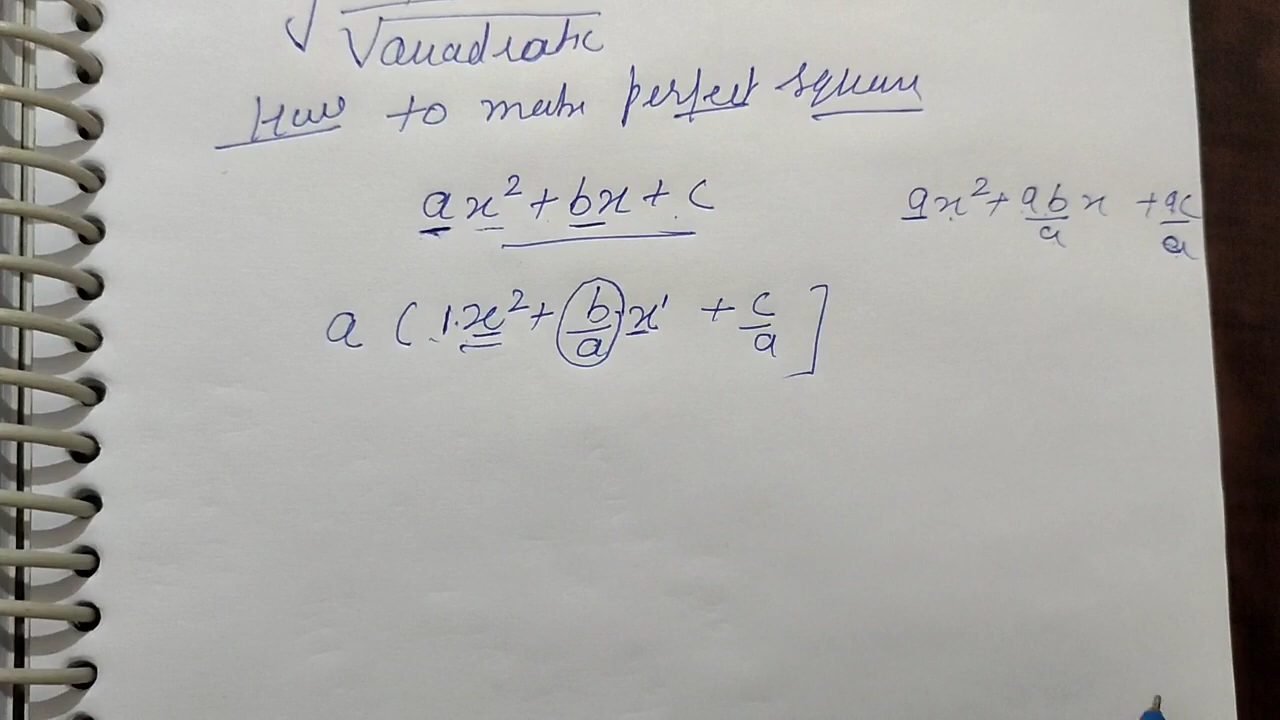 √ √quadratic
How to make perfect square
ax² + bx + c
ax² + ab/a x + ac/a
a ( 1.x² + (b/a) x¹ + c/a ]